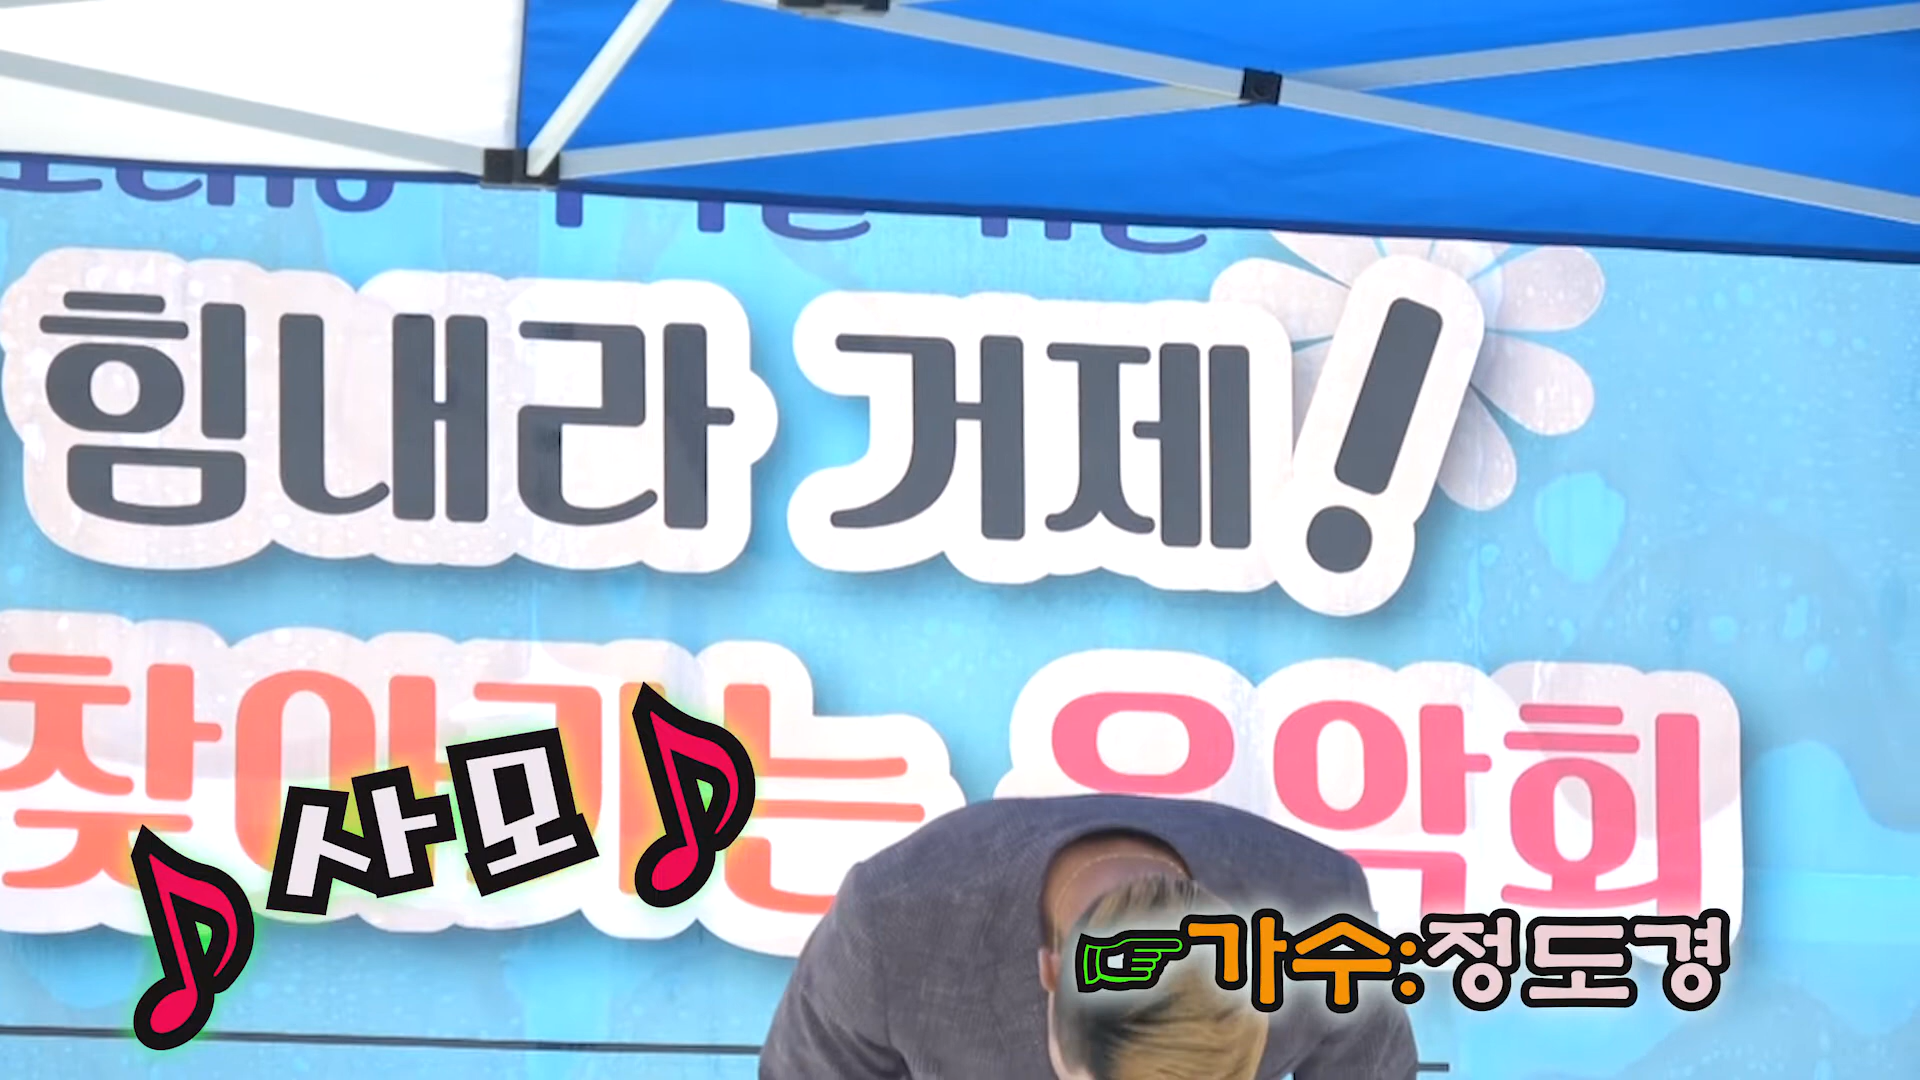 힘내라 거제!
찾아가는 음악회
♪사모♪
☞가수:정도경